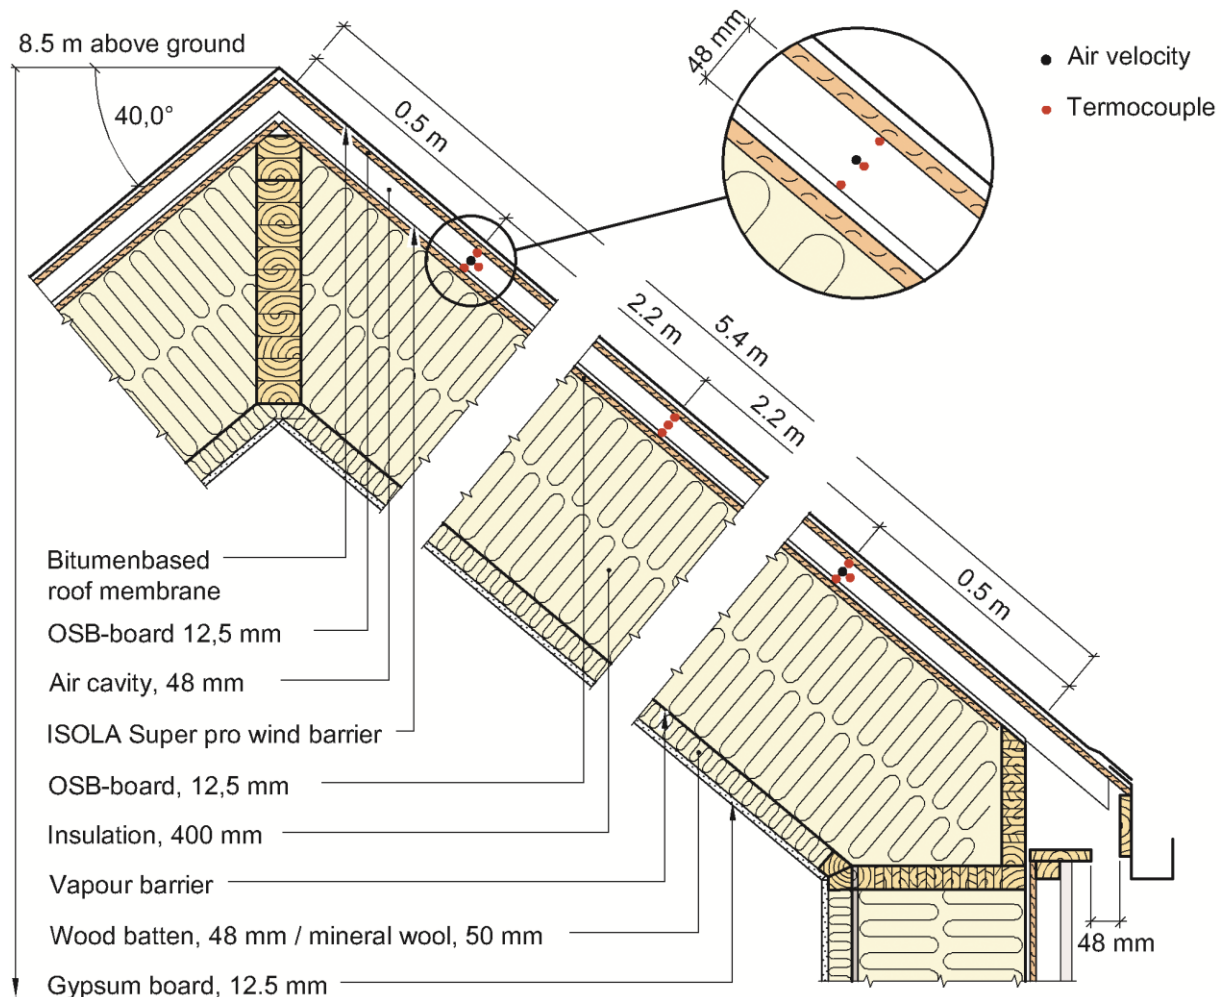 8.5 m above ground
40,0°
0.5 m
48 mm
Air velocity
Termocouple
2.2 m
5.4 m
2.2 m
0.5 m
Bitumenbased
roof membrane
OSB-board 12,5 mm
Air cavity, 48 mm
ISOLA Super pro wind barrier
OSB-board, 12,5 mm
Insulation, 400 mm
Vapour barrier
Wood batten, 48 mm / mineral wool, 50 mm
Gypsum board, 12.5 mm
48 mm